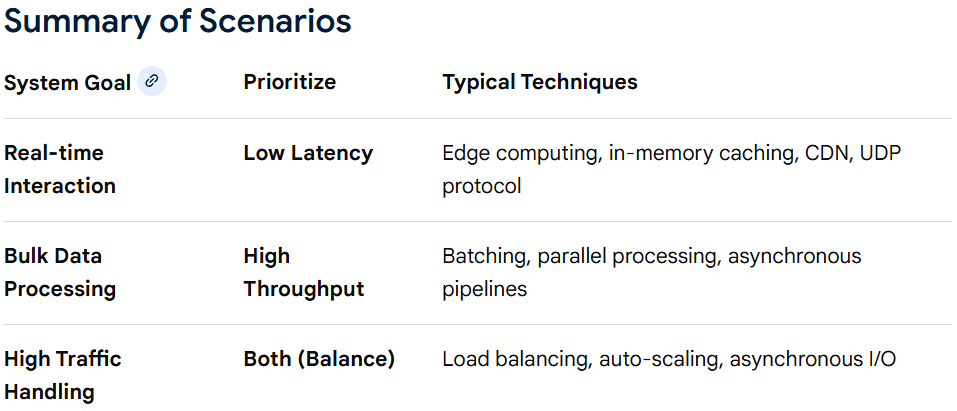 Summary of Scenarios
System Goal Prioritize Typical Techniques
Real-time Low Latency Edge computing, in-memory caching, CDN, UDP
Interaction protocol
Bulk Data High Batching, parallel processing, asynchronous
Processing Throughput pipelines
High Traffic Both (Balance) Load balancing, auto-scaling, asynchronous I/O
Handling